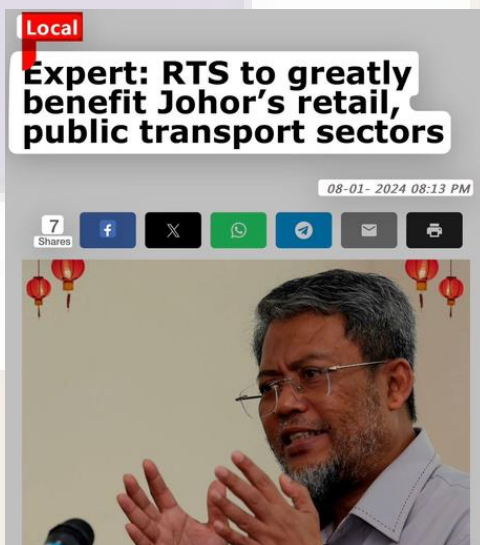 Local
Expert: RTS to greatly
benefit Johor’s retail,
public transport sectors
08-01- 2024 08:13 PM
7
Shares